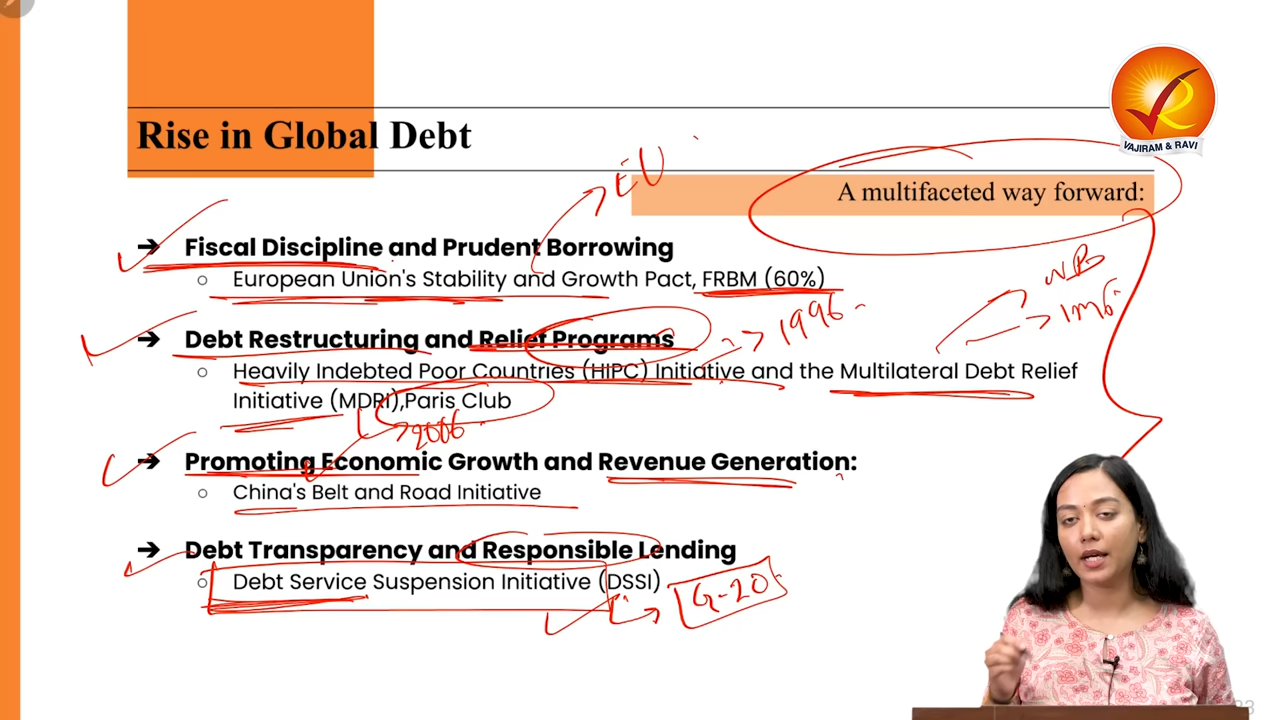 VAJIRAM & RAVI
Rise in Global Debt
EU
A multifaceted way forward:
→ Fiscal Discipline and Prudent Borrowing
European Union's Stability and Growth Pact, FRBM (60%)
WB
IMF
→ Debt Restructuring and Relief Programs
1996
Heavily Indebted Poor Countries (HIPC) Initiative and the Multilateral Debt Relief
Initiative (MDRI),Paris Club
2006
→ Promoting Economic Growth and Revenue Generation:
China's Belt and Road Initiative
→ Debt Transparency and Responsible Lending
Debt Service Suspension Initiative (DSSI)
G-20